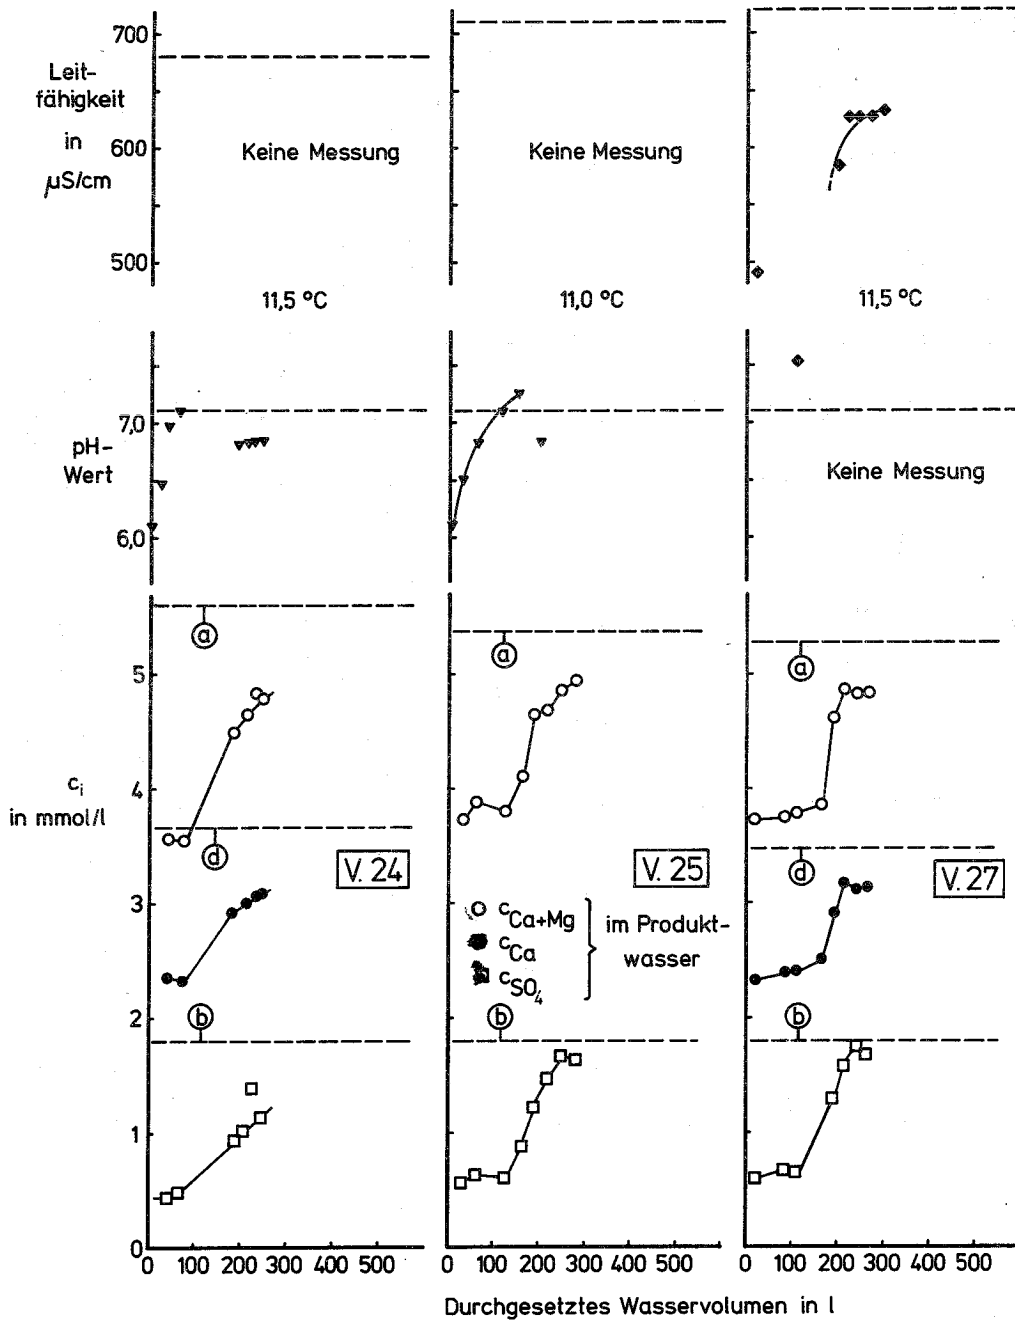 700
Leit-
fähigkeit
in
µS/cm
600
500
Keine Messung
Keine Messung
11,5 °C
11,0 °C
11,5 °C
7,0
pH-
Wert
6,0
Keine Messung
a
a
a
5
4
c_i
in mmol/l
d
d
V. 24
V. 25
V. 27
3
c_Ca+Mg
c_Ca
c_SO4
im Produkt-
wasser
2
b
b
b
1
0
0 100 200 300 400 500
0 100 200 300 400 500
0 100 200 300 400 500
Durchgesetztes Wasservolumen in l